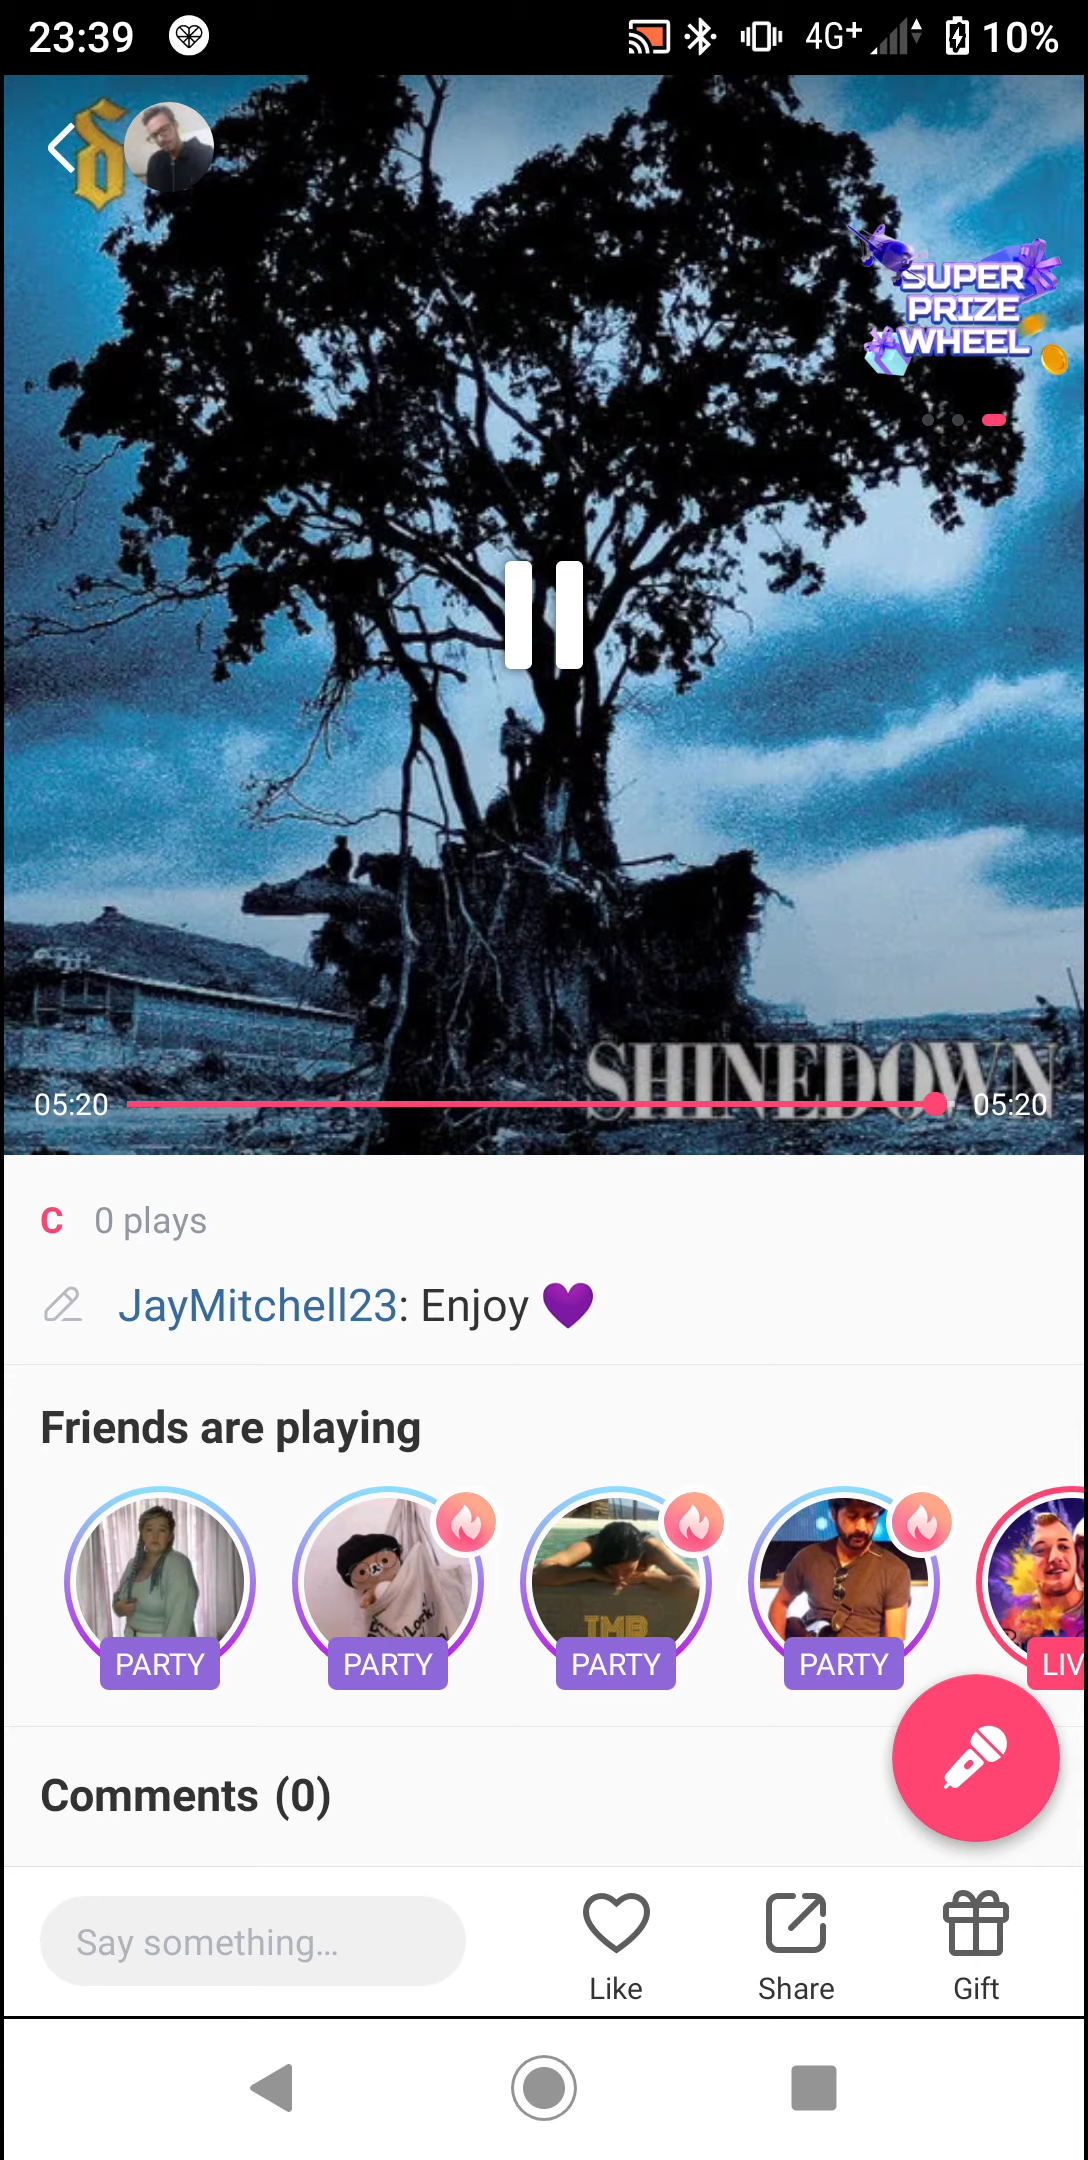 23:39
4G+
10%
SUPER
PRIZE
WHEEL
SHINEDOWN
05:20
05:20
C 0 plays
JayMitchell23: Enjoy 💜
Friends are playing
PARTY
PARTY
PARTY
PARTY
LIV
Comments (0)
Say something...
Like
Share
Gift